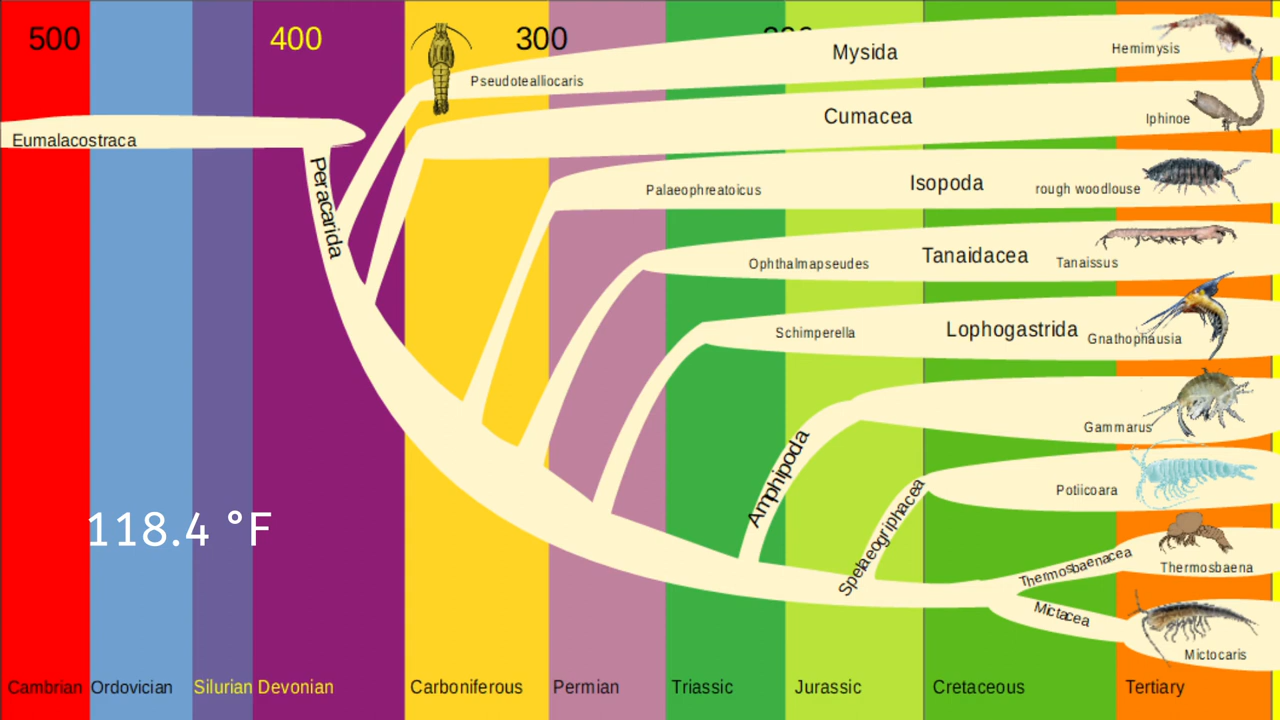 500
400
300
Mysida
Hemimysis
Pseudotealliocaris
Cumacea
Iphinoe
Eumalacostraca
Peracarida
Palaeophreatoicus
Isopoda
rough woodlouse
Ophthalmapseudes
Tanaidacea
Tanaissus
Schimperella
Lophogastrida
Gnathophausia
Gammarus
Amphipoda
Potiicoara
Spelaeogriphacea
118.4 °F
Thermosbaenacea
Thermosbaena
Mictacea
Mictocaris
Cambrian
Ordovician
Silurian
Devonian
Carboniferous
Permian
Triassic
Jurassic
Cretaceous
Tertiary